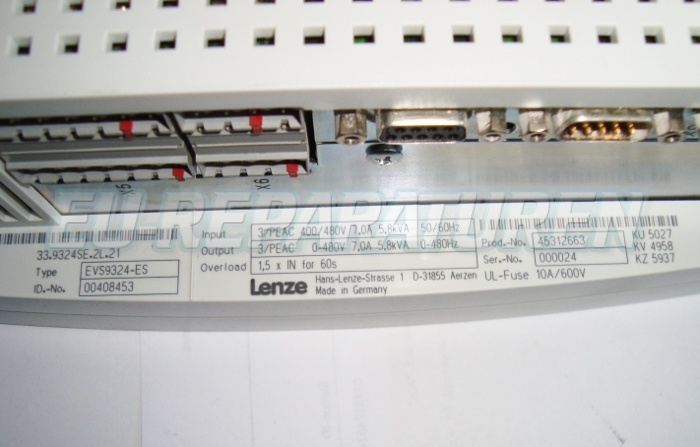 X5
X6
EU REPARATUREN
33.9324SE.2L.21
Type EVS9324-ES
ID.-No. 00408453
Input 3/PEAC 400/480V 7,0A 5,8kVA 50/60Hz
Output 3/PEAC 0-480V 7,0A 5,8kVA 0-480Hz
Overload 1,5 x IN for 60s
Lenze Hans-Lenze-Strasse 1 D-31855 Aerzen
Made in Germany
Prod.-No. 45312663
Ser.-No. 000024
UL-Fuse 10A/600V
KU 5027
KV 4958
KZ 5937